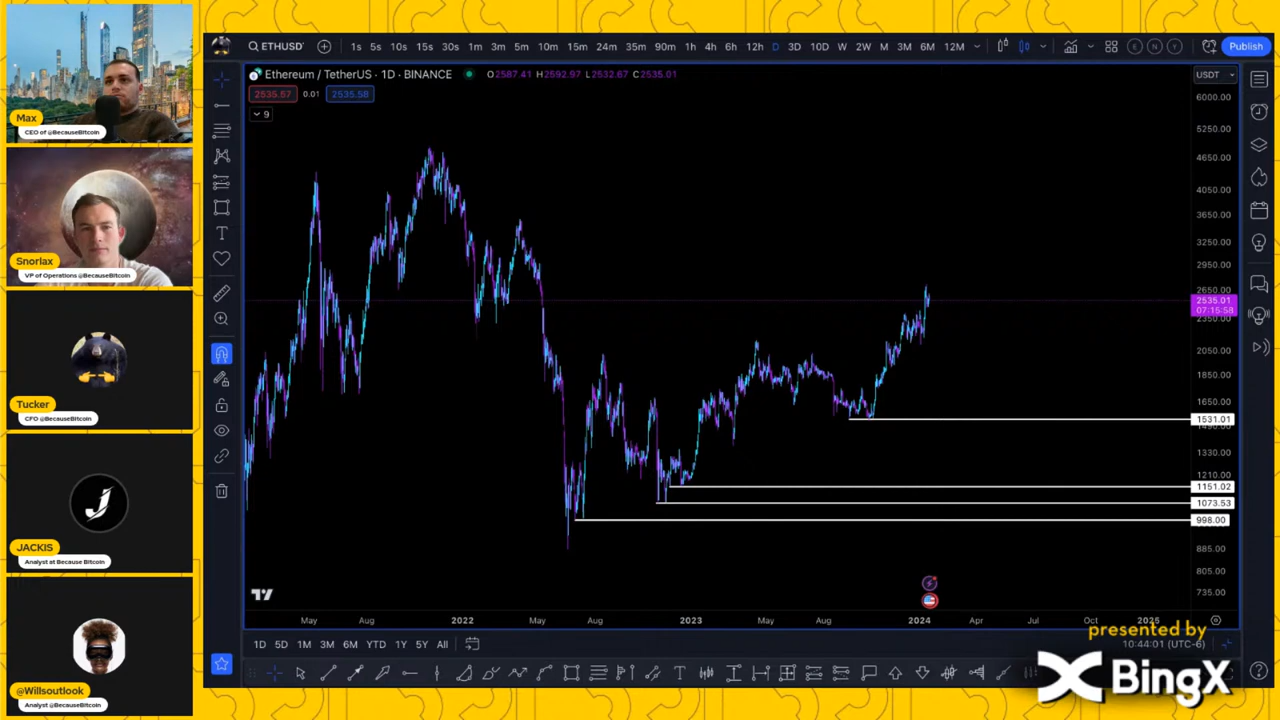 Max
CEO of @BecauseBitcoin
Snorlax
VP of Operations @BecauseBitcoin
Tucker
CFO @BecauseBitcoin
JACKIS
Analyst at Because Bitcoin
@Willsoutlook
Analyst @BecauseBitcoin
ETHUSD
1s 5s 10s 15s 30s 1m 3m 5m 10m 15m 24m 35m 90m 1h 4h 6h 12h D 3D 10D W 2W M 3M 6M 12M
E N Y
Publish
Ethereum / TetherUS · 1D · BINANCE O2587.41 H2592.97 L2532.67 C2535.01
USDT
2535.57 0.01 2535.58
9
6000.00
5250.00
4650.00
4050.00
3650.00
3250.00
2950.00
2650.00
2535.01
07:15:58
2350.00
2050.00
1850.00
1650.00
1531.01
1490.00
1330.00
1210.00
1151.02
1073.53
998.00
885.00
805.00
735.00
May Aug 2022 May Aug 2023 May Aug 2024 Apr Jul Oct 2025
1D 5D 1M 3M 6M YTD 1Y 5Y All
10:44:01 (UTC-6)
presented by
BingX